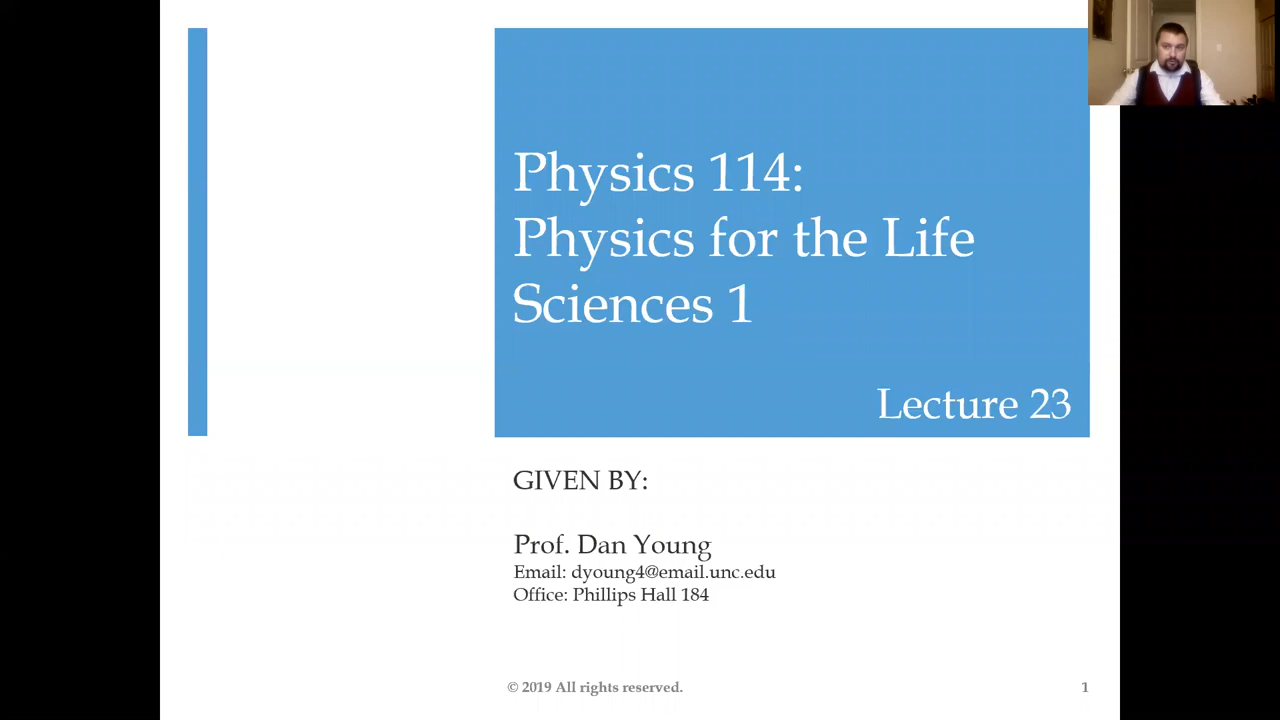 Physics 114:
Physics for the Life
Sciences 1
Lecture 23
GIVEN BY:
Prof. Dan Young
Email: dyoung4@email.unc.edu
Office: Phillips Hall 184
© 2019 All rights reserved.
1